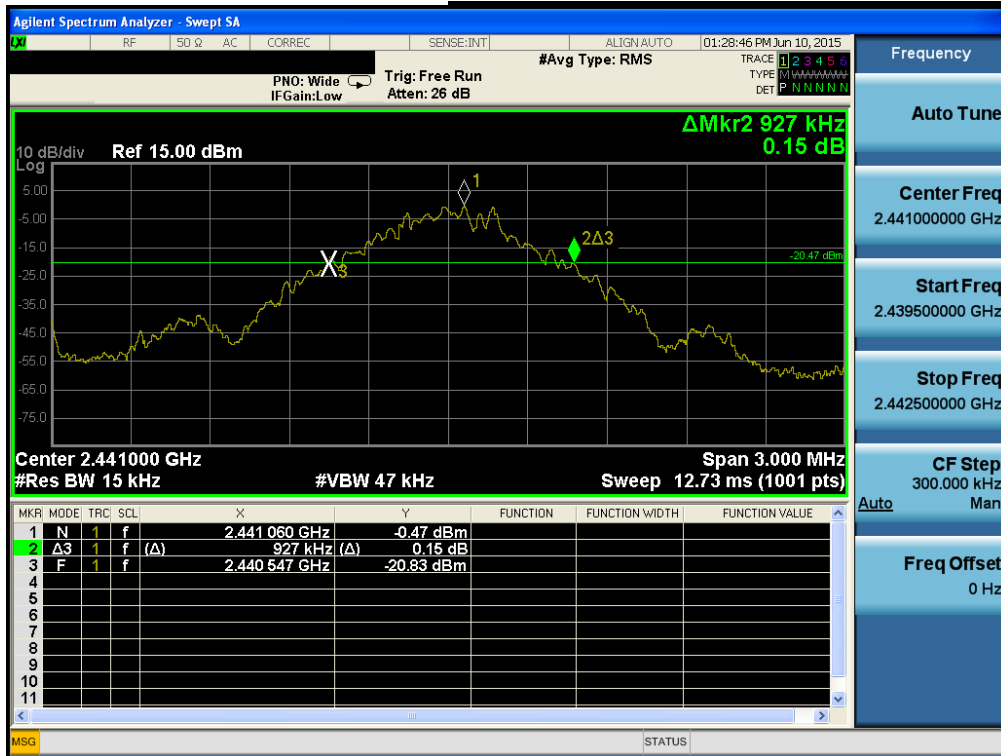 Agilent Spectrum Analyzer - Swept SA
LXI RF 50 Ω AC CORREC SENSE:INT ALIGN AUTO 01:28:46 PM Jun 10, 2015
#Avg Type: RMS
TRACE 1 2 3 4 5 6
PNO: Wide
Trig: Free Run
TYPE M
IFGain:Low
Atten: 26 dB
DET P N N N N N
ΔMkr2 927 kHz
0.15 dB
10 dB/div Ref 15.00 dBm
Log
5.00
-5.00
-15.0
-25.0
-35.0
-45.0
-55.0
-65.0
-75.0
1
2Δ3
-20.47 dBm
X3
Center 2.441000 GHz Span 3.000 MHz
#Res BW 15 kHz #VBW 47 kHz Sweep 12.73 ms (1001 pts)
MKR MODE TRC SCL X Y FUNCTION FUNCTION WIDTH FUNCTION VALUE
1 N 1 f 2.441 060 GHz -0.47 dBm
2 Δ3 1 f (Δ) 927 kHz (Δ) 0.15 dB
3 F 1 f 2.440 547 GHz -20.83 dBm
4
5
6
7
8
9
10
11
MSG STATUS
Frequency
Auto Tune
Center Freq
2.441000000 GHz
Start Freq
2.439500000 GHz
Stop Freq
2.442500000 GHz
CF Step
300.000 kHz
Auto Man
Freq Offset
0 Hz